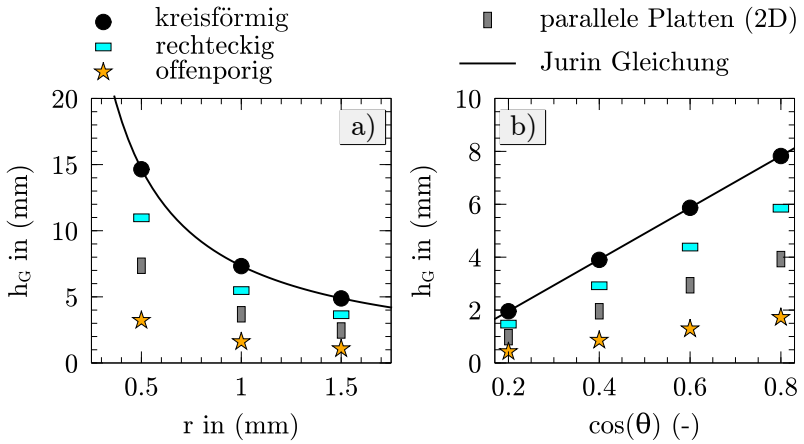 kreisförmig
rechteckig
offenporig
parallele Platten (2D)
Jurin Gleichung
a)
h_G in (mm)
20
15
10
5
0
0.5 1 1.5
r in (mm)
b)
h_G in (mm)
10
8
6
4
2
0
0.2 0.4 0.6 0.8
cos(θ) (-)